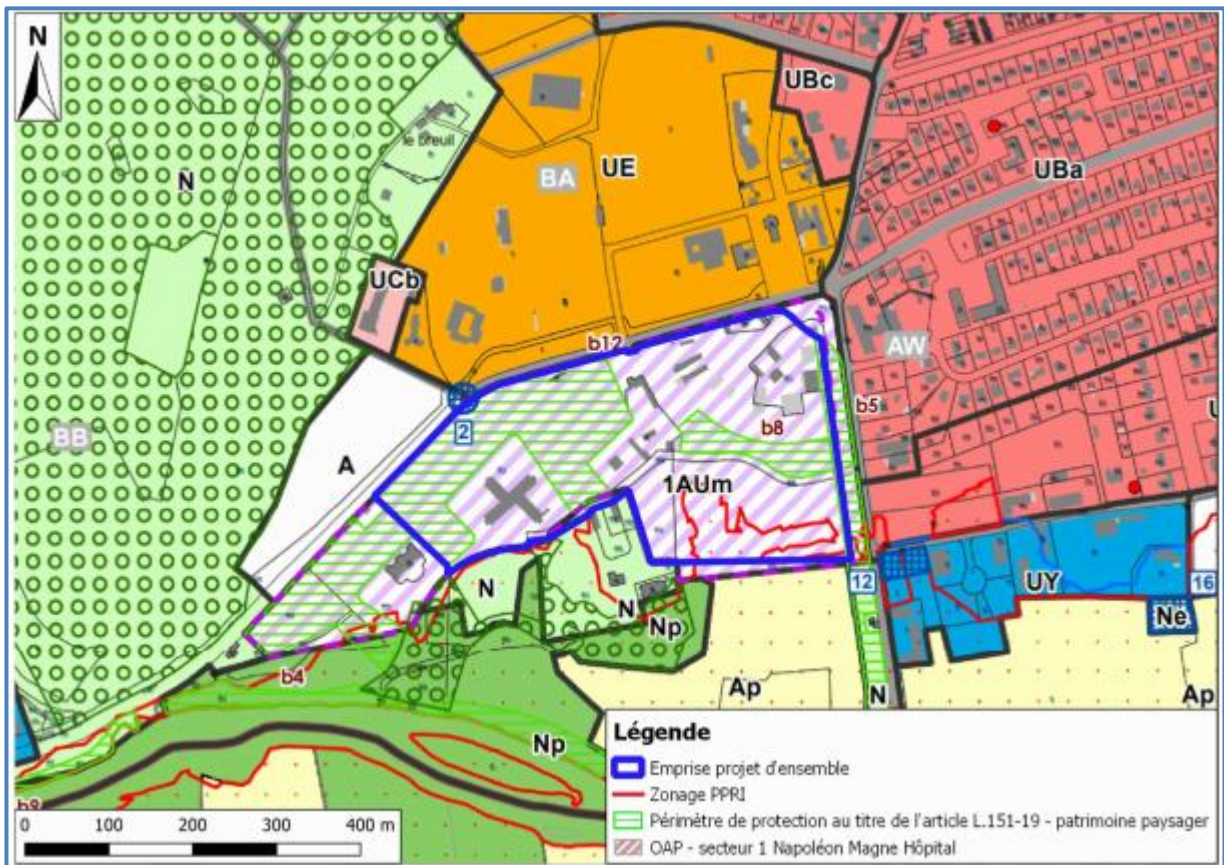 N
UBc
le breuil
UE
BA
UBa
N
UCb
b12
AW
b5
2
b8
BB
A
1AUm
N
N
12
UY
16
Np
Ne
b4
Ap
N
Ap
Np
Légende
Emprise projet d'ensemble
Zonage PPRI
Périmètre de protection au titre de l'article L.151-19 - patrimoine paysager
OAP - secteur 1 Napoléon Magne Hôpital
0 100 200 300 400 m